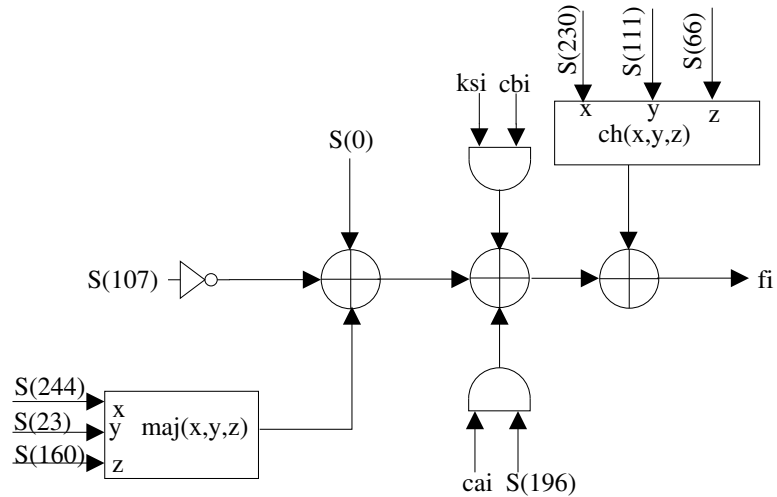 S(230)
S(111)
S(66)
x y z
ch(x,y,z)
ksi cbi
S(0)
S(107)
fi
S(244)
S(23)
S(160)
x
y
z
maj(x,y,z)
cai S(196)